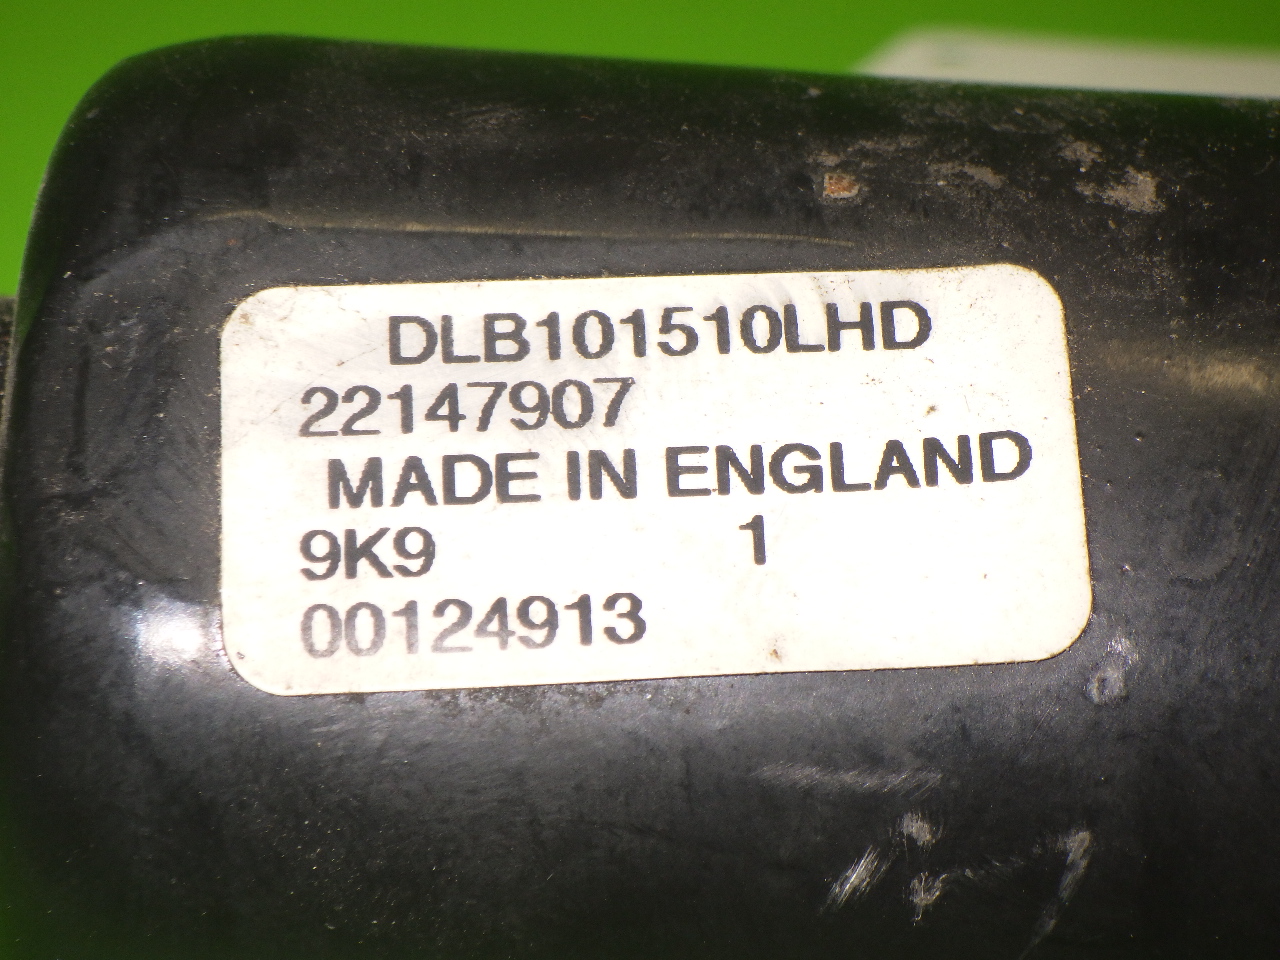 DLB101510LHD
22147907
MADE IN ENGLAND
9K9 1
00124913